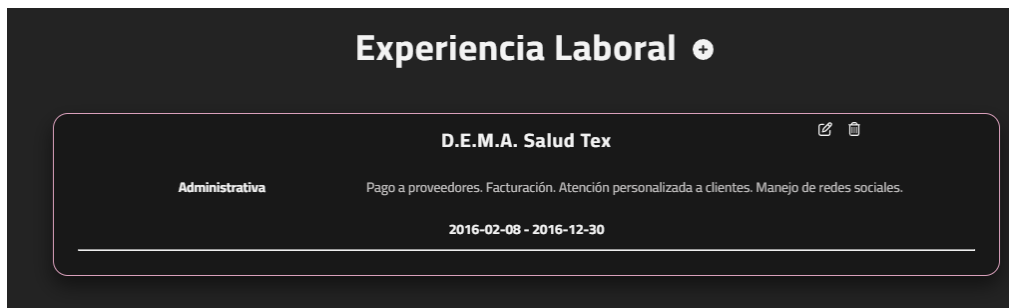 Experiencia Laboral
D.E.M.A. Salud Tex
Administrativa Pago a proveedores. Facturación. Atención personalizada a clientes. Manejo de redes sociales.
2016-02-08 - 2016-12-30